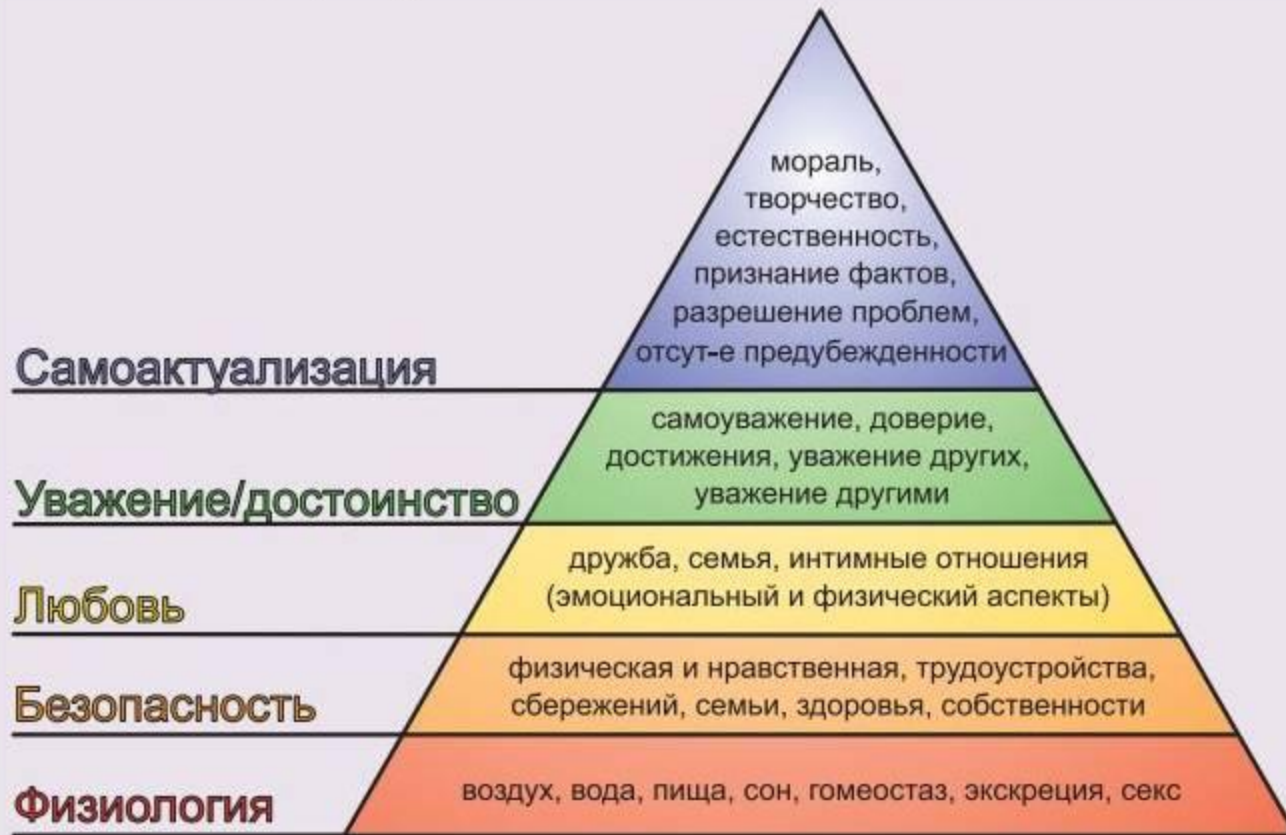 мораль,
творчество,
естественность,
признание фактов,
разрешение проблем,
отсут-е предубежденности
Самоактуализация
самоуважение, доверие,
достижения, уважение других,
уважение другими
Уважение/достоинство
дружба, семья, интимные отношения
(эмоциональный и физический аспекты)
Любовь
физическая и нравственная, трудоустройства,
сбережений, семьи, здоровья, собственности
Безопасность
воздух, вода, пища, сон, гомеостаз, экскреция, секс
Физиология